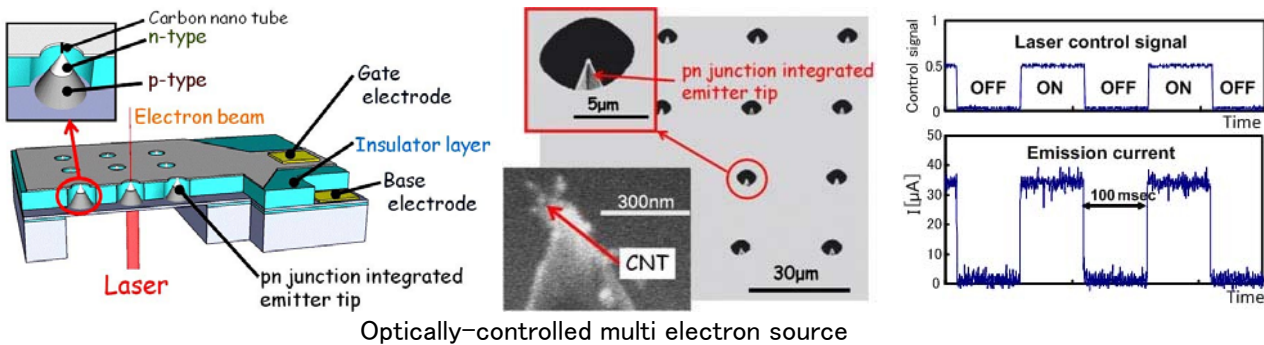 Carbon nano tube
n-type
p-type
Electron beam
Gate
electrode
Insulator layer
Base
electrode
pn junction integrated
emitter tip
Laser
pn junction integrated
emitter tip
5μm
300nm
CNT
30μm
Control signal
1
0.5
0
Laser control signal
OFF
ON
OFF
ON
OFF
Time
I[μA]
50
40
30
20
10
0
Emission current
100 msec
Time
Optically-controlled multi electron source